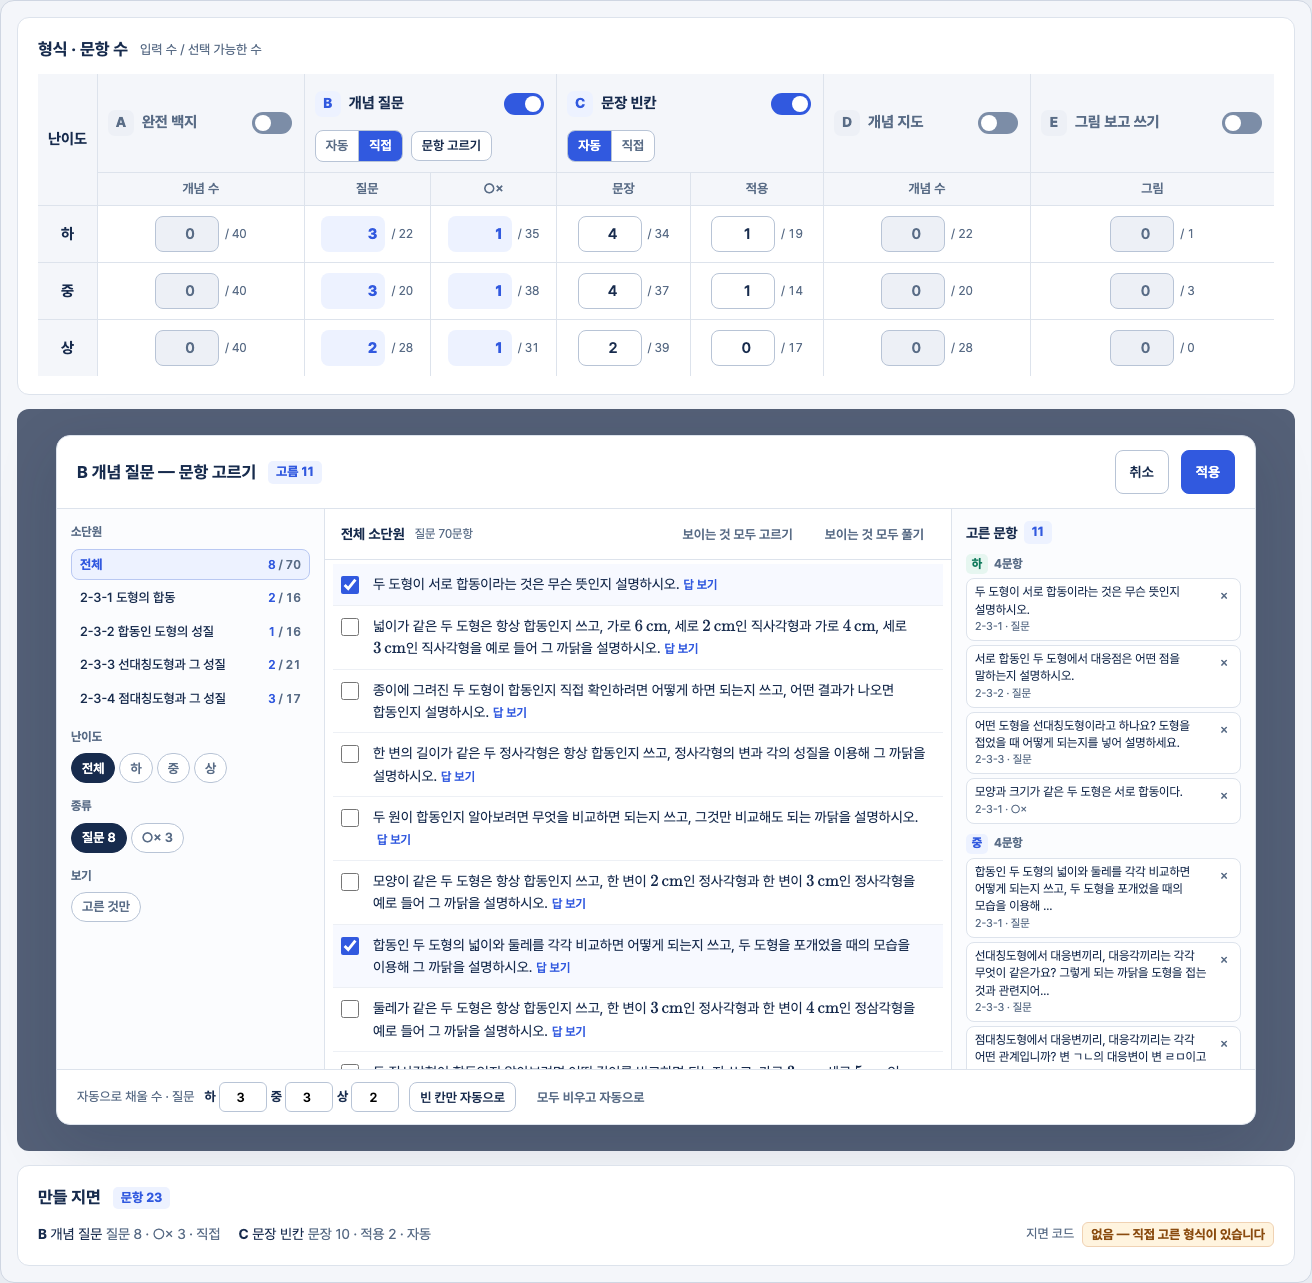 형식 · 문항 수 입력 수 / 선택 가능한 수
난이도
A 완전 백지
B 개념 질문
자동 직접 문항 고르기
C 문장 빈칸
자동 직접
D 개념 지도
E 그림 보고 쓰기
개념 수 질문 ○× 문장 적용 개념 수 그림
하 0 / 40 3 / 22 1 / 35 4 / 34 1 / 19 0 / 22 0 / 1
중 0 / 40 3 / 20 1 / 38 4 / 37 1 / 14 0 / 20 0 / 3
상 0 / 40 2 / 28 1 / 31 2 / 39 0 / 17 0 / 28 0 / 0
B 개념 질문 — 문항 고르기 고름 11
취소 적용
소단원
전체 8 / 70
2-3-1 도형의 합동 2 / 16
2-3-2 합동인 도형의 성질 1 / 16
2-3-3 선대칭도형과 그 성질 2 / 21
2-3-4 점대칭도형과 그 성질 3 / 17
난이도
전체 하 중 상
종류
질문 8 ○× 3
보기
고른 것만
전체 소단원 질문 70문항 보이는 것 모두 고르기 보이는 것 모두 풀기
두 도형이 서로 합동이라는 것은 무슨 뜻인지 설명하시오. 답 보기
넓이가 같은 두 도형은 항상 합동인지 쓰고, 가로 6 cm, 세로 2 cm인 직사각형과 가로 4 cm, 세로
3 cm인 직사각형을 예로 들어 그 까닭을 설명하시오. 답 보기
종이에 그려진 두 도형이 합동인지 직접 확인하려면 어떻게 하면 되는지 쓰고, 어떤 결과가 나오면
합동인지 설명하시오. 답 보기
한 변의 길이가 같은 두 정사각형은 항상 합동인지 쓰고, 정사각형의 변과 각의 성질을 이용해 그 까닭을
설명하시오. 답 보기
두 원이 합동인지 알아보려면 무엇을 비교하면 되는지 쓰고, 그것만 비교해도 되는 까닭을 설명하시오.
답 보기
모양이 같은 두 도형은 항상 합동인지 쓰고, 한 변이 2 cm인 정사각형과 한 변이 3 cm인 정사각형을
예로 들어 그 까닭을 설명하시오. 답 보기
합동인 두 도형의 넓이와 둘레를 각각 비교하면 어떻게 되는지 쓰고, 두 도형을 포개었을 때의 모습을
이용해 그 까닭을 설명하시오. 답 보기
둘레가 같은 두 도형은 항상 합동인지 쓰고, 한 변이 3 cm인 정사각형과 한 변이 4 cm인 정삼각형을
예로 들어 그 까닭을 설명하시오. 답 보기
고른 문항 11
하 4문항
두 도형이 서로 합동이라는 것은 무슨 뜻인지 ×
설명하시오.
2-3-1 · 질문
서로 합동인 두 도형에서 대응점은 어떤 점을 ×
말하는지 설명하시오.
2-3-2 · 질문
어떤 도형을 선대칭도형이라고 하나요? 도형을 ×
접었을 때 어떻게 되는지를 넣어 설명하세요.
2-3-3 · 질문
모양과 크기가 같은 두 도형은 서로 합동이다. ×
2-3-1 · ○×
중 4문항
합동인 두 도형의 넓이와 둘레를 각각 비교하면 ×
어떻게 되는지 쓰고, 두 도형을 포개었을 때의
모습을 이용해 ...
2-3-1 · 질문
선대칭도형에서 대응변끼리, 대응각끼리는 각각 ×
무엇이 같은가요? 그렇게 되는 까닭을 도형을 접는
것과 관련지어...
2-3-3 · 질문
점대칭도형에서 대응변끼리, 대응각끼리는 각각 ×
어떤 관계입니까? 변 ㄱㄴ의 대응변이 변 ㄹㅁ이고
자동으로 채울 수 · 질문 하 3 중 3 상 2 빈 칸만 자동으로 모두 비우고 자동으로
만들 지면 문항 23
B 개념 질문 질문 8 · ○× 3 · 직접 C 문장 빈칸 문장 10 · 적용 2 · 자동
지면 코드 없음 — 직접 고른 형식이 있습니다